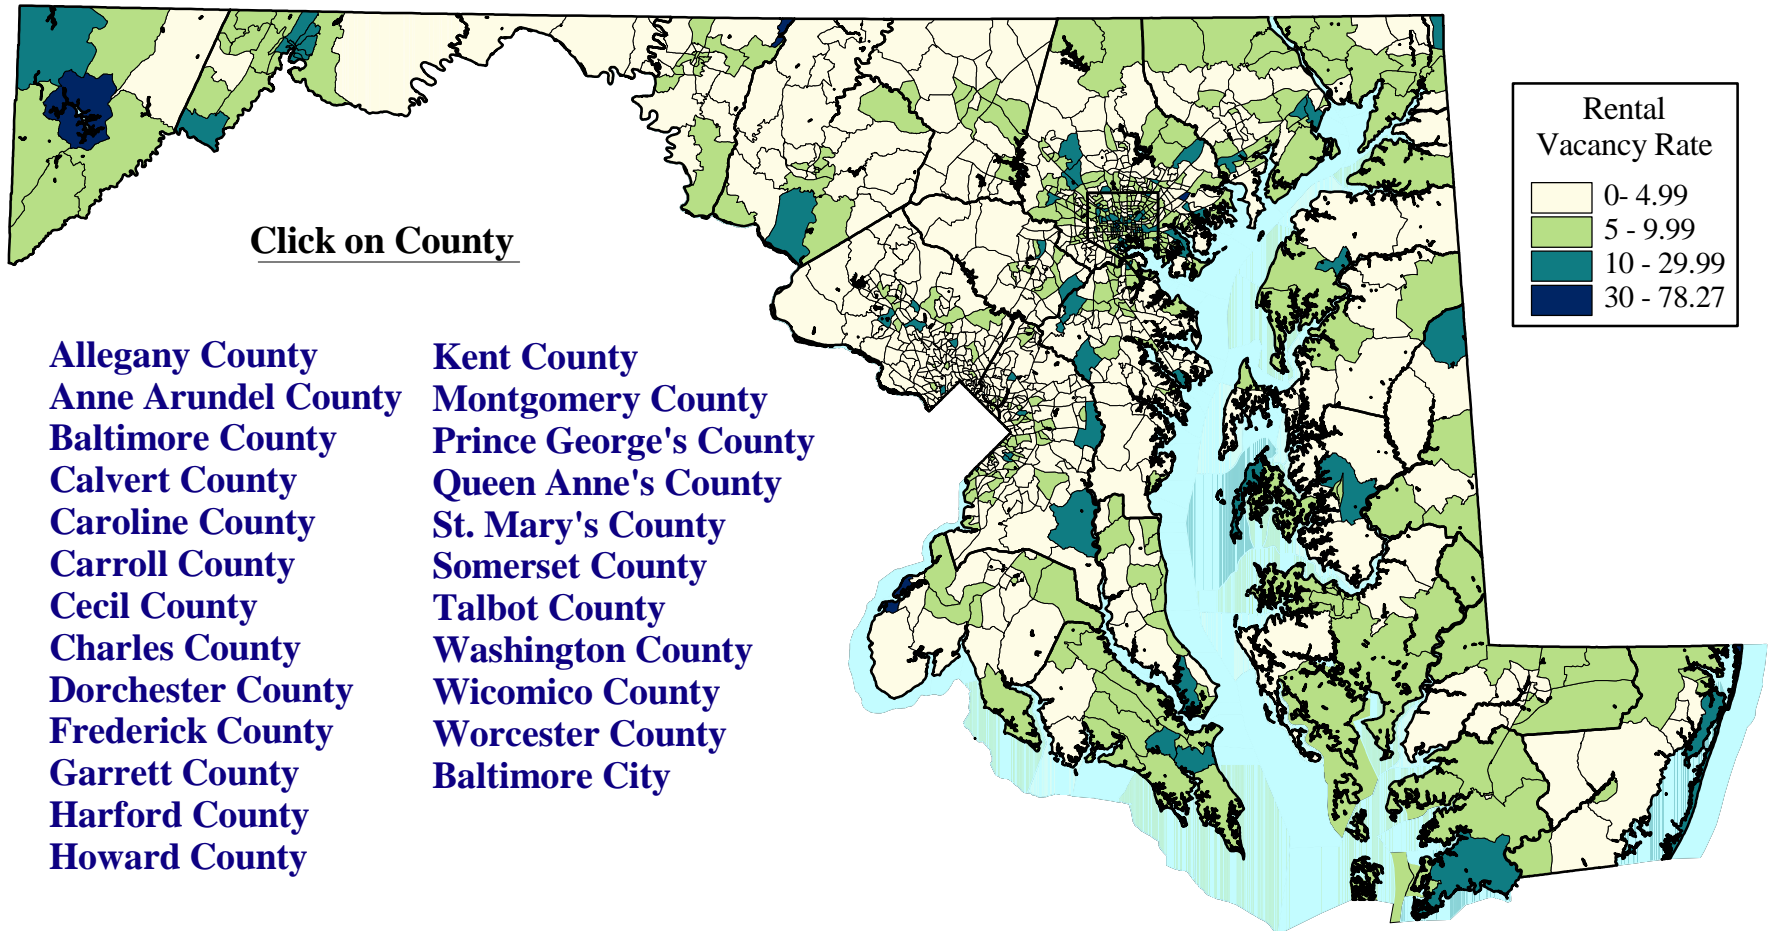 Rental
Vacancy Rate
0- 4.99
5 - 9.99
10 - 29.99
30 - 78.27
Click on County
Allegany County
Anne Arundel County
Baltimore County
Calvert County
Caroline County
Carroll County
Cecil County
Charles County
Dorchester County
Frederick County
Garrett County
Harford County
Howard County
Kent County
Montgomery County
Prince George's County
Queen Anne's County
St. Mary's County
Somerset County
Talbot County
Washington County
Wicomico County
Worcester County
Baltimore City